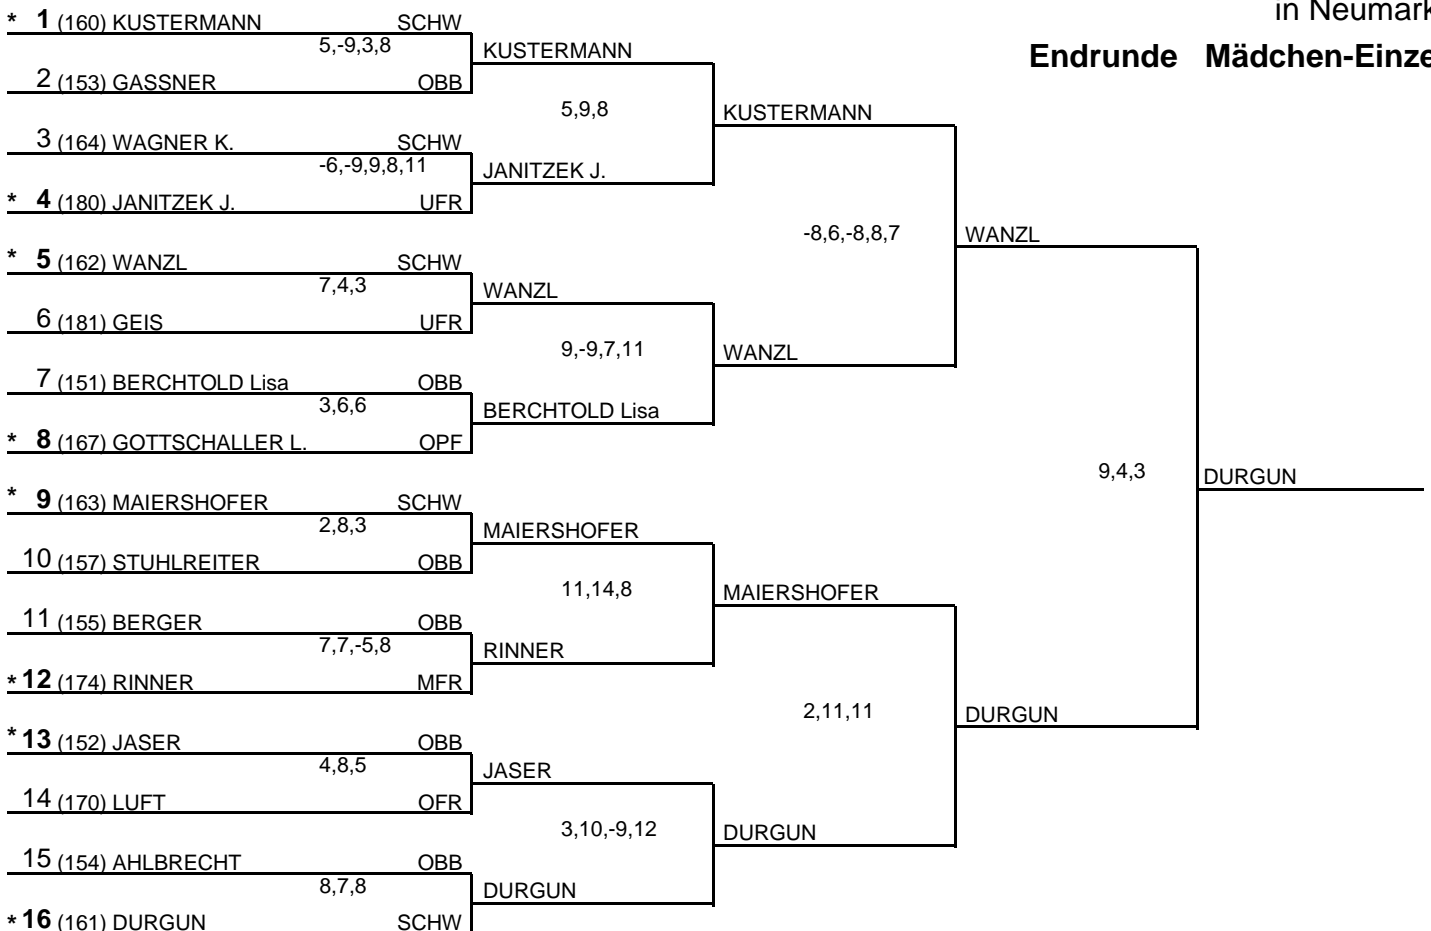 in Neumark
Endrunde Mädchen-Einze
* 1 (160) KUSTERMANN SCHW
5,-9,3,8
KUSTERMANN
2 (153) GASSNER OBB
5,9,8
KUSTERMANN
3 (164) WAGNER K. SCHW
-6,-9,9,8,11
JANITZEK J.
* 4 (180) JANITZEK J. UFR
-8,6,-8,8,7
WANZL
* 5 (162) WANZL SCHW
7,4,3
WANZL
6 (181) GEIS UFR
9,-9,7,11
WANZL
7 (151) BERCHTOLD Lisa OBB
3,6,6
BERCHTOLD Lisa
* 8 (167) GOTTSCHALLER L. OPF
9,4,3
DURGUN
* 9 (163) MAIERSHOFER SCHW
2,8,3
MAIERSHOFER
10 (157) STUHLREITER OBB
11,14,8
MAIERSHOFER
11 (155) BERGER OBB
7,7,-5,8
RINNER
* 12 (174) RINNER MFR
2,11,11
DURGUN
* 13 (152) JASER OBB
4,8,5
JASER
14 (170) LUFT OFR
3,10,-9,12
DURGUN
15 (154) AHLBRECHT OBB
8,7,8
DURGUN
* 16 (161) DURGUN SCHW